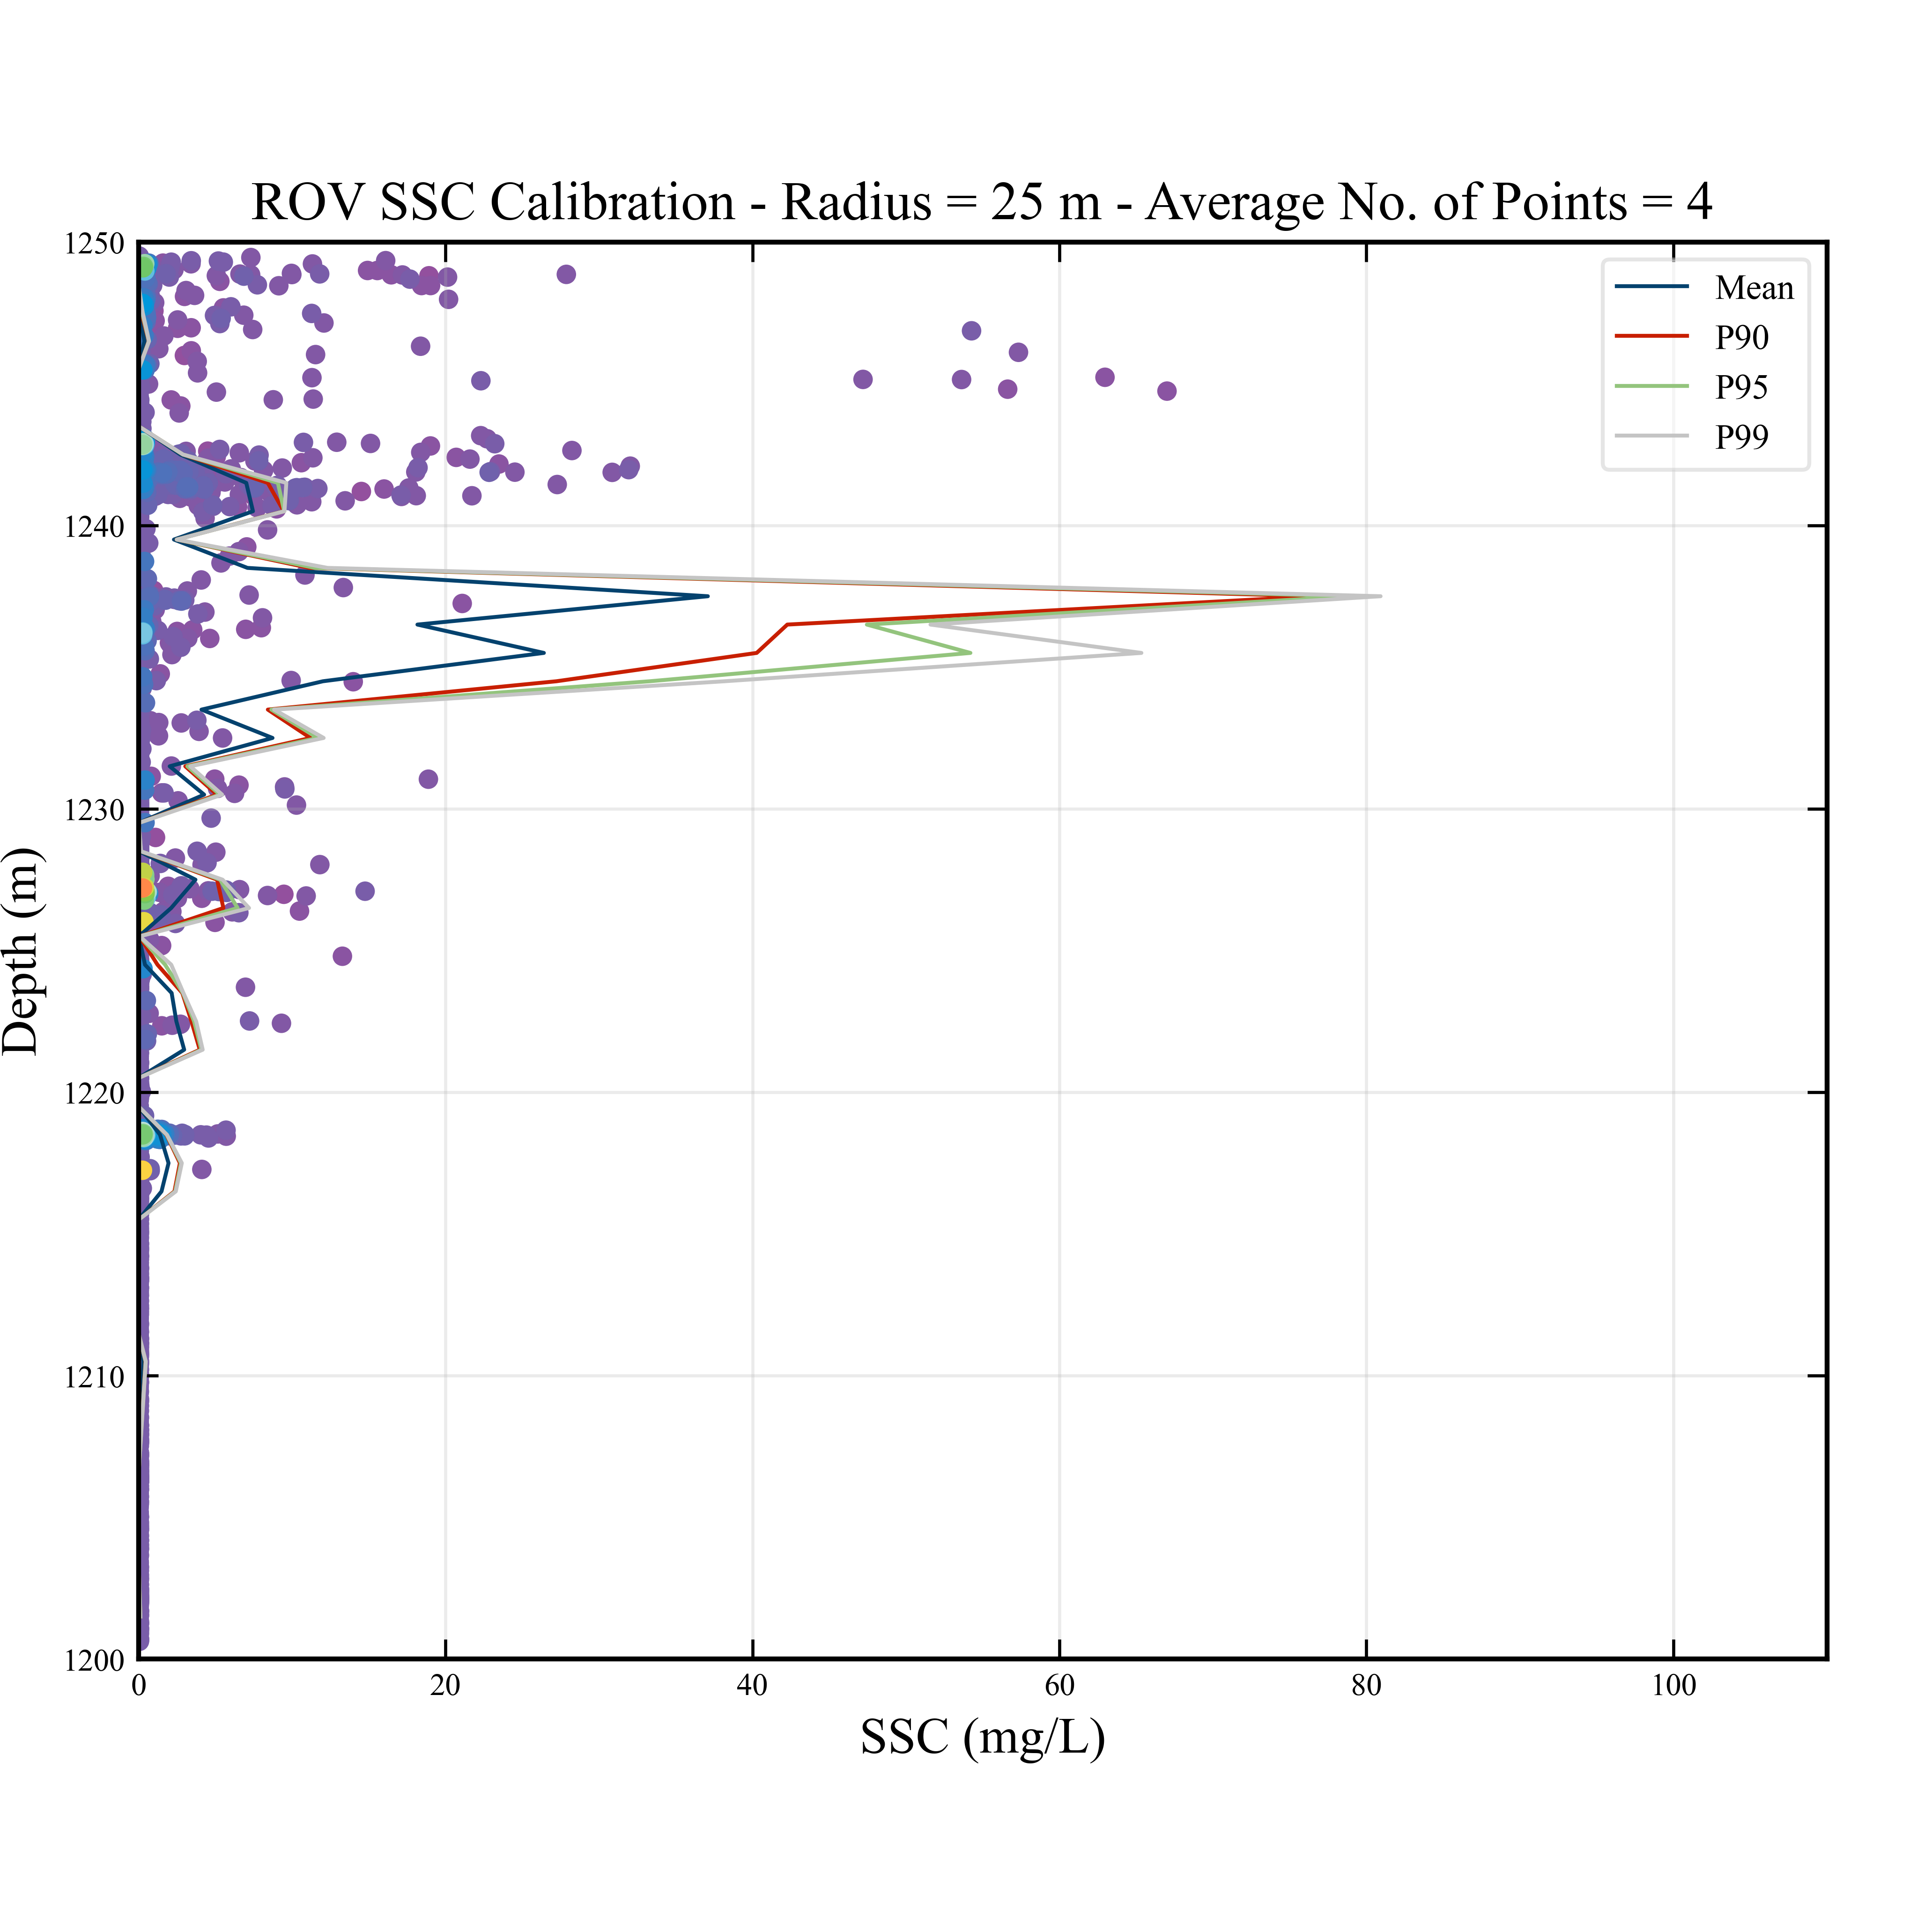 ROV SSC Calibration - Radius = 25 m - Average No. of Points = 4
Mean
P90
P95
P99
Depth (m)
1250
1240
1230
1220
1210
1200
0 20 40 60 80 100
SSC (mg/L)